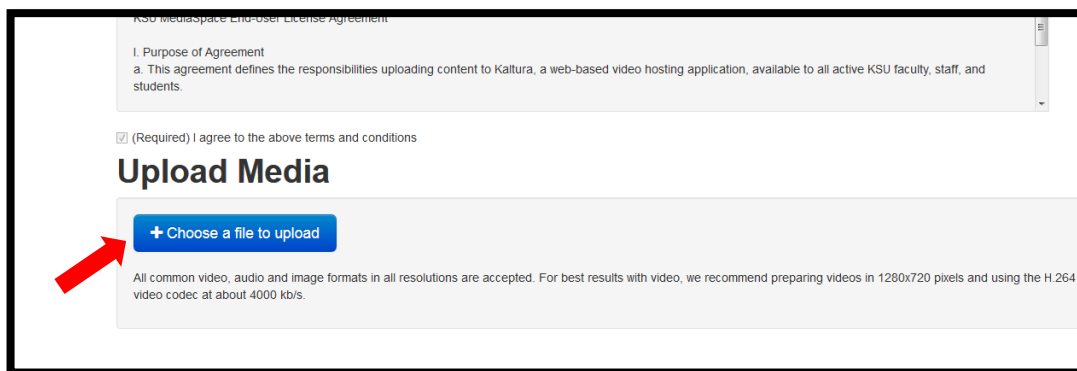 KSU MediaSpace End-User License Agreement
I. Purpose of Agreement
a. This agreement defines the responsibilities uploading content to Kaltura, a web-based video hosting application, available to all active KSU faculty, staff, and
students.
(Required) I agree to the above terms and conditions
Upload Media
+ Choose a file to upload
All common video, audio and image formats in all resolutions are accepted. For best results with video, we recommend preparing videos in 1280x720 pixels and using the H.264
video codec at about 4000 kb/s.